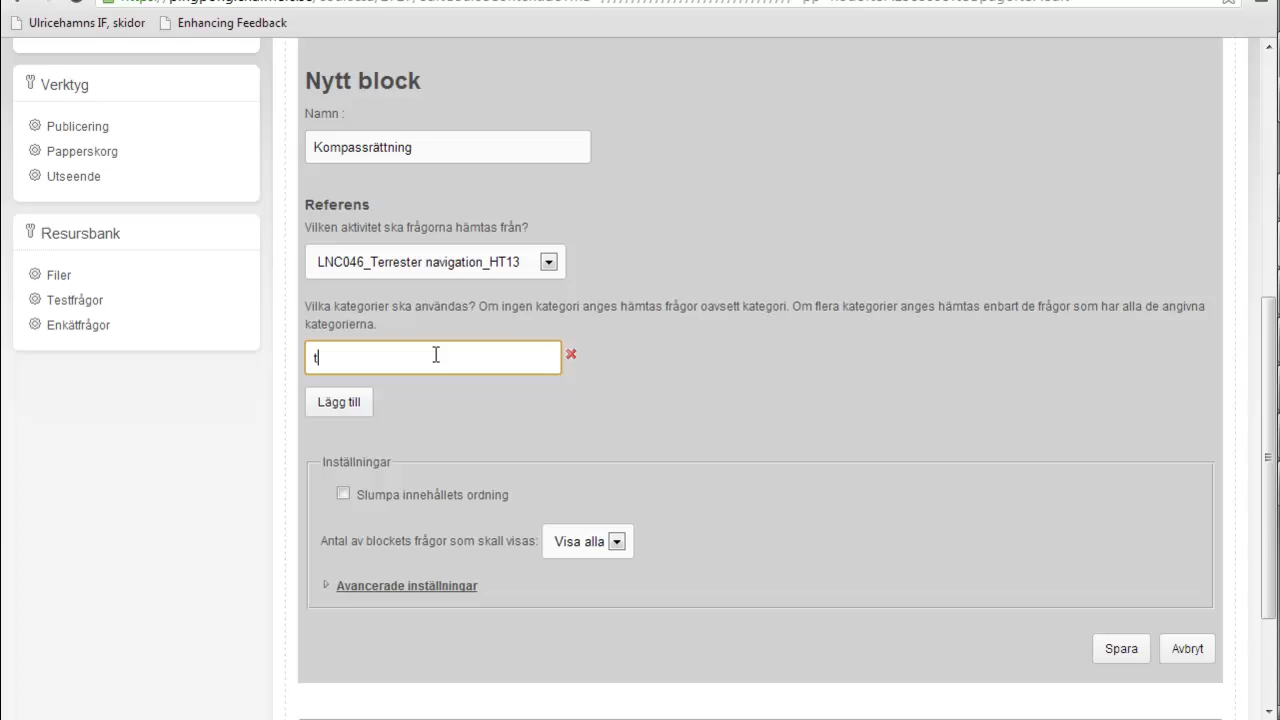 Ulricehamns IF, skidor
Enhancing Feedback
Verktyg
Publicering
Papperskorg
Utseende
Resursbank
Filer
Testfrågor
Enkätfrågor
Nytt block
Namn :
Kompassrättning
Referens
Vilken aktivitet ska frågorna hämtas från?
LNC046_Terrester navigation_HT13
Vilka kategorier ska användas? Om ingen kategori anges hämtas frågor oavsett kategori. Om flera kategorier anges hämtas enbart de frågor som har alla de angivna
kategorierna.
t
Lägg till
Inställningar
Slumpa innehållets ordning
Antal av blockets frågor som skall visas: Visa alla
Avancerade inställningar
Spara
Avbryt